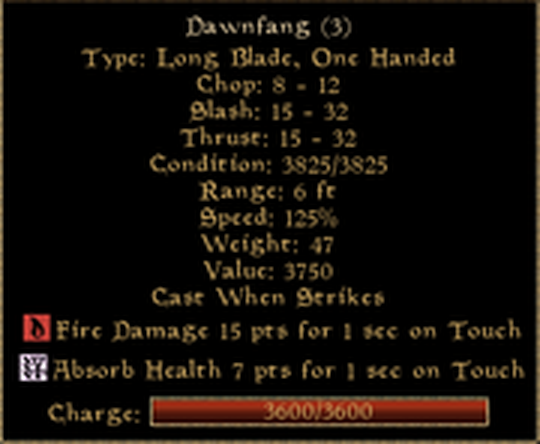 Dawnfang (3)
Type: Long Blade, One Handed
Chop: 8 - 12
Slash: 15 - 32
Thrust: 15 - 32
Condition: 3825/3825
Range: 6 ft
Speed: 125%
Weight: 47
Value: 3750
Cast When Strikes
Fire Damage 15 pts for 1 sec on Touch
Absorb Health 7 pts for 1 sec on Touch
Charge: 3600/3600